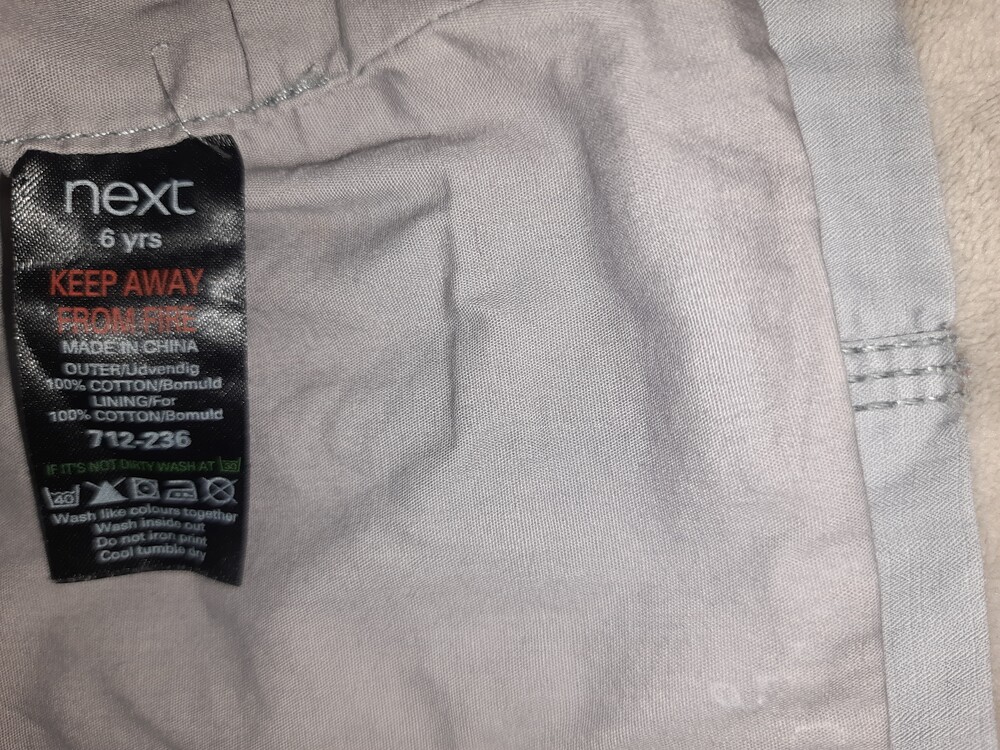 next
6 yrs
KEEP AWAY
FROM FIRE
MADE IN CHINA
OUTER/Udvendig
100% COTTON/Bomuld
LINING/For
100% COTTON/Bomuld
712-236
IF IT'S NOT DIRTY WASH AT 30
40
Wash like colours together
Wash inside out
Do not iron print
Cool tumble dry